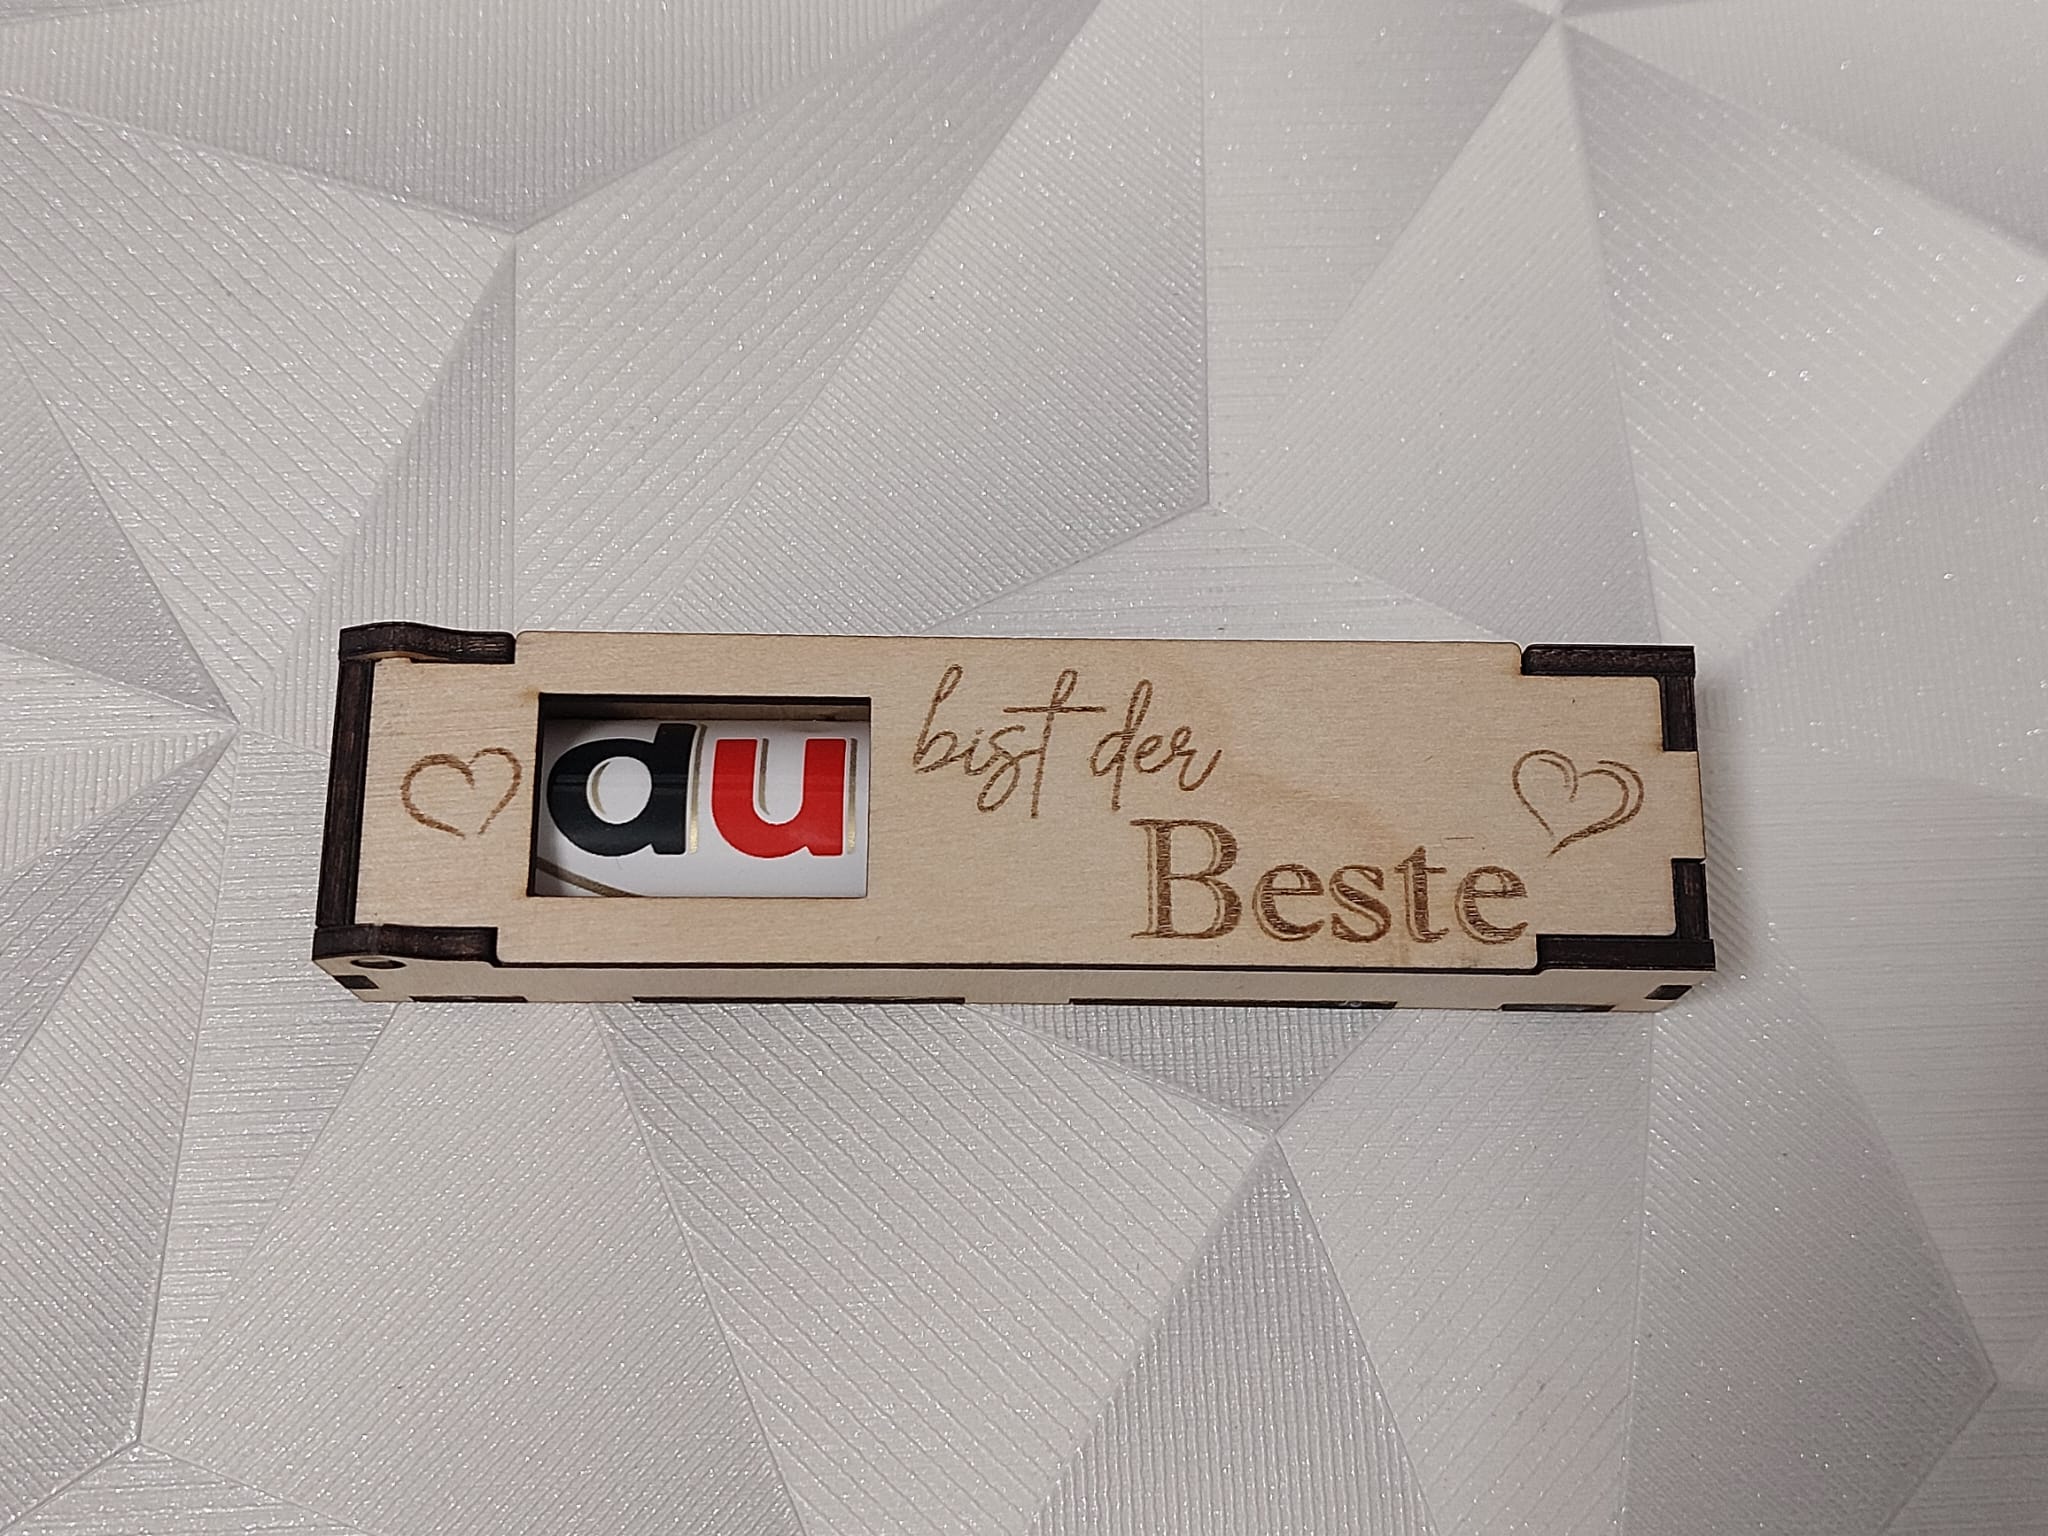 du bist der
Beste